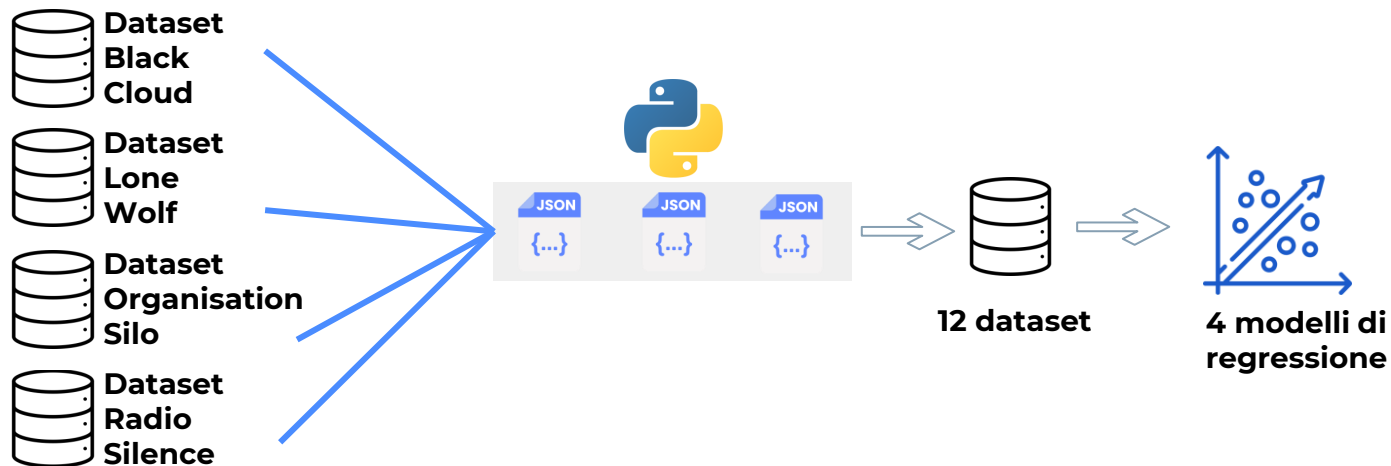 Dataset
Black
Cloud
Dataset
Lone
Wolf
Dataset
Organisation
Silo
Dataset
Radio
Silence
JSON
{...}
JSON
{...}
JSON
{...}
12 dataset
4 modelli di
regressione